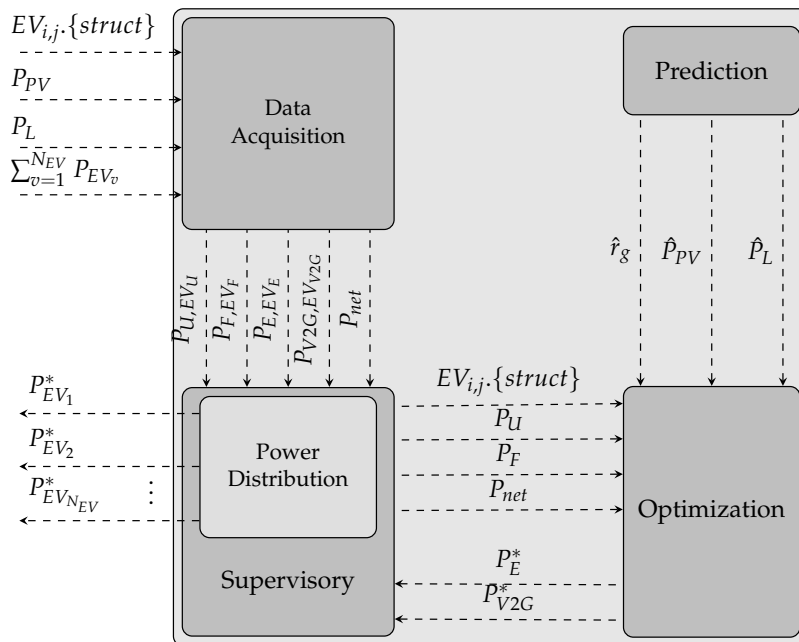 EV_{i,j}.{struct}
P_{PV}
P_L
∑_{v=1}^{N_{EV}} P_{EV_v}
Data
Acquisition
Prediction
P_{U,EV_U}
P_{F,EV_F}
P_{E,EV_E}
P_{V2G,EV_{V2G}}
P_{net}
r̂_g
P̂_{PV}
P̂_L
P^*_{EV_1}
P^*_{EV_2}
P^*_{EV_{N_{EV}}}
⋮
Power
Distribution
Supervisory
EV_{i,j}.{struct}
P_U
P_F
P_{net}
P^*_E
P^*_{V2G}
Optimization